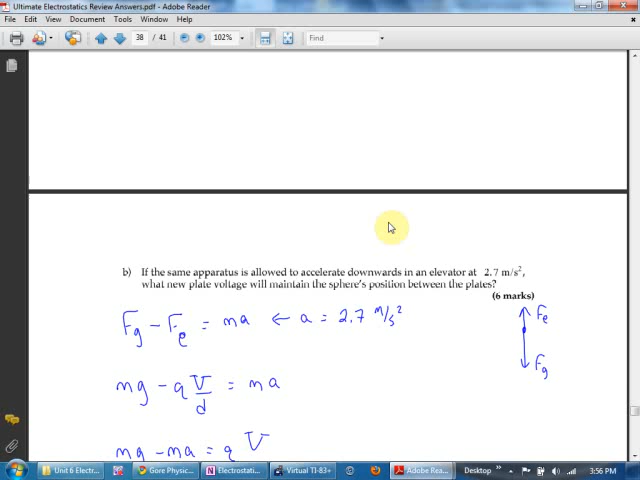 Ultimate Electrostatics Review Answers.pdf - Adobe Reader
File Edit View Document Tools Window Help
38 / 41 102% Find
b) If the same apparatus is allowed to accelerate downwards in an elevator at 2.7 m/s²,
what new plate voltage will maintain the sphere's position between the plates?
(6 marks)
Fg - Fe = ma ← a = 2.7 m/s²
Fe
Fg
mg - q V/d = ma
mg - ma = q V
Unit 6 Electr... Gore Physic... Electrostati... Virtual TI-83+ Adobe Rea... Desktop » 3:56 PM